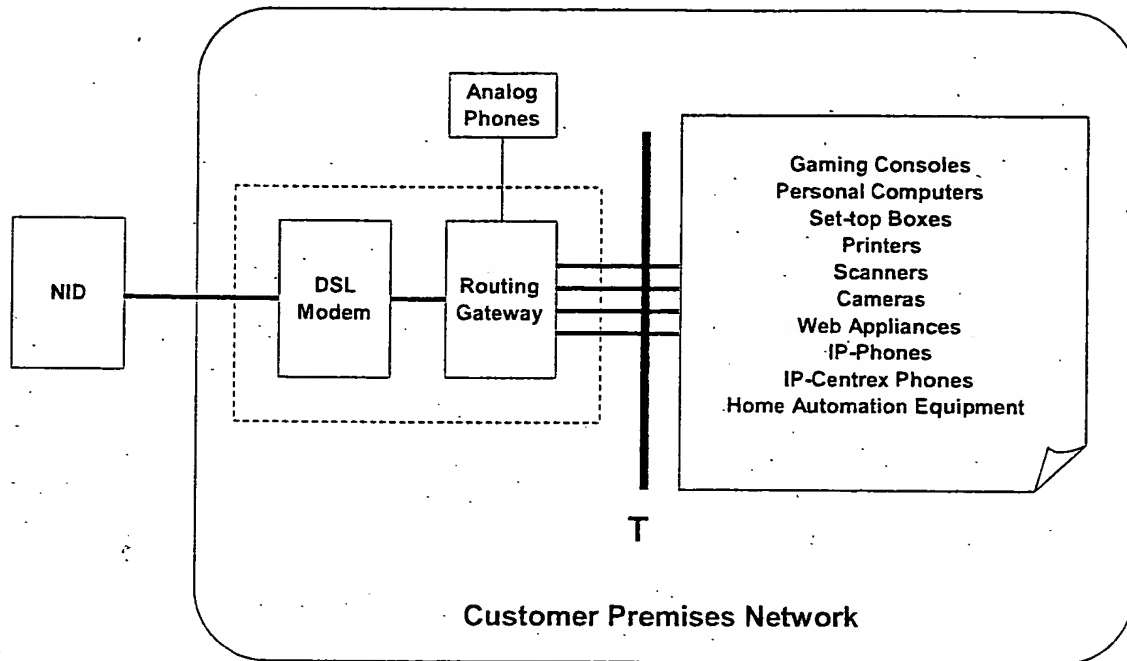 Analog
Phones
NID
DSL
Modem
Routing
Gateway
Gaming Consoles
Personal Computers
Set-top Boxes
Printers
Scanners
Cameras
Web Appliances
IP-Phones
IP-Centrex Phones
Home Automation Equipment
T
Customer Premises Network